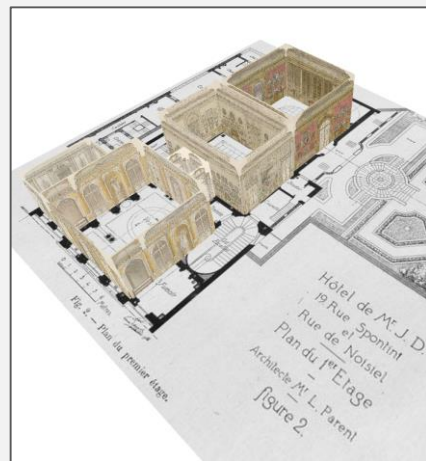 Fig. 2. — Plan du premier étage.
Hôtel de Mr. J. D.
19 Rue Spontini
et
Rue de Noisiel
Plan du 1er Etage
Architecte Mr L. Parent
figure 2.